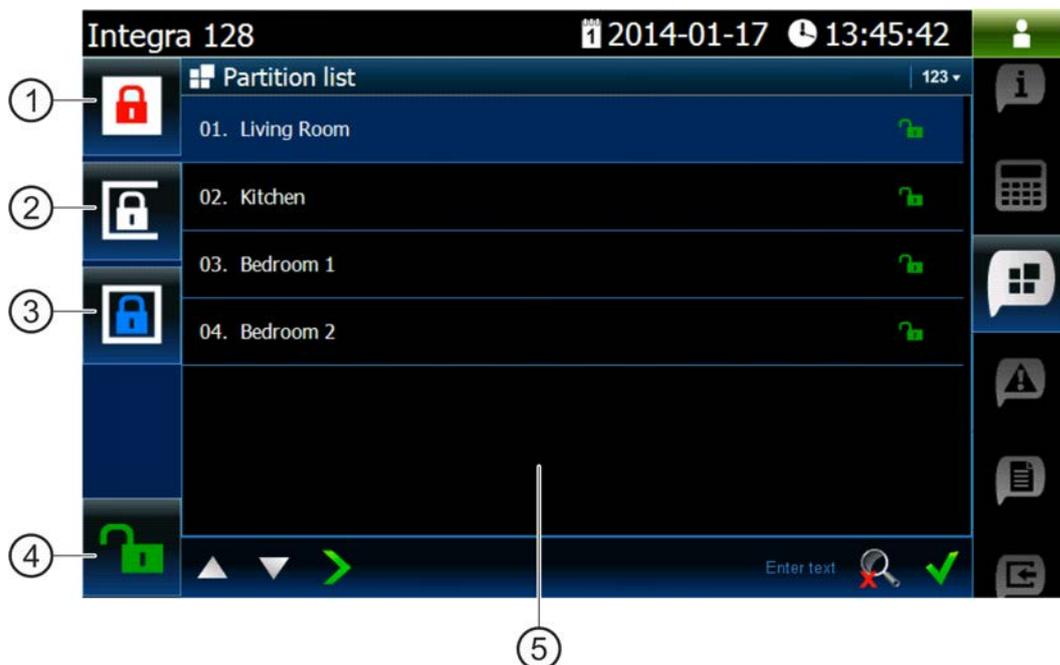 Integra 128 1 2014-01-17 13:45:42
Partition list 123
01. Living Room
02. Kitchen
03. Bedroom 1
04. Bedroom 2
Enter text
1
2
3
4
5
i